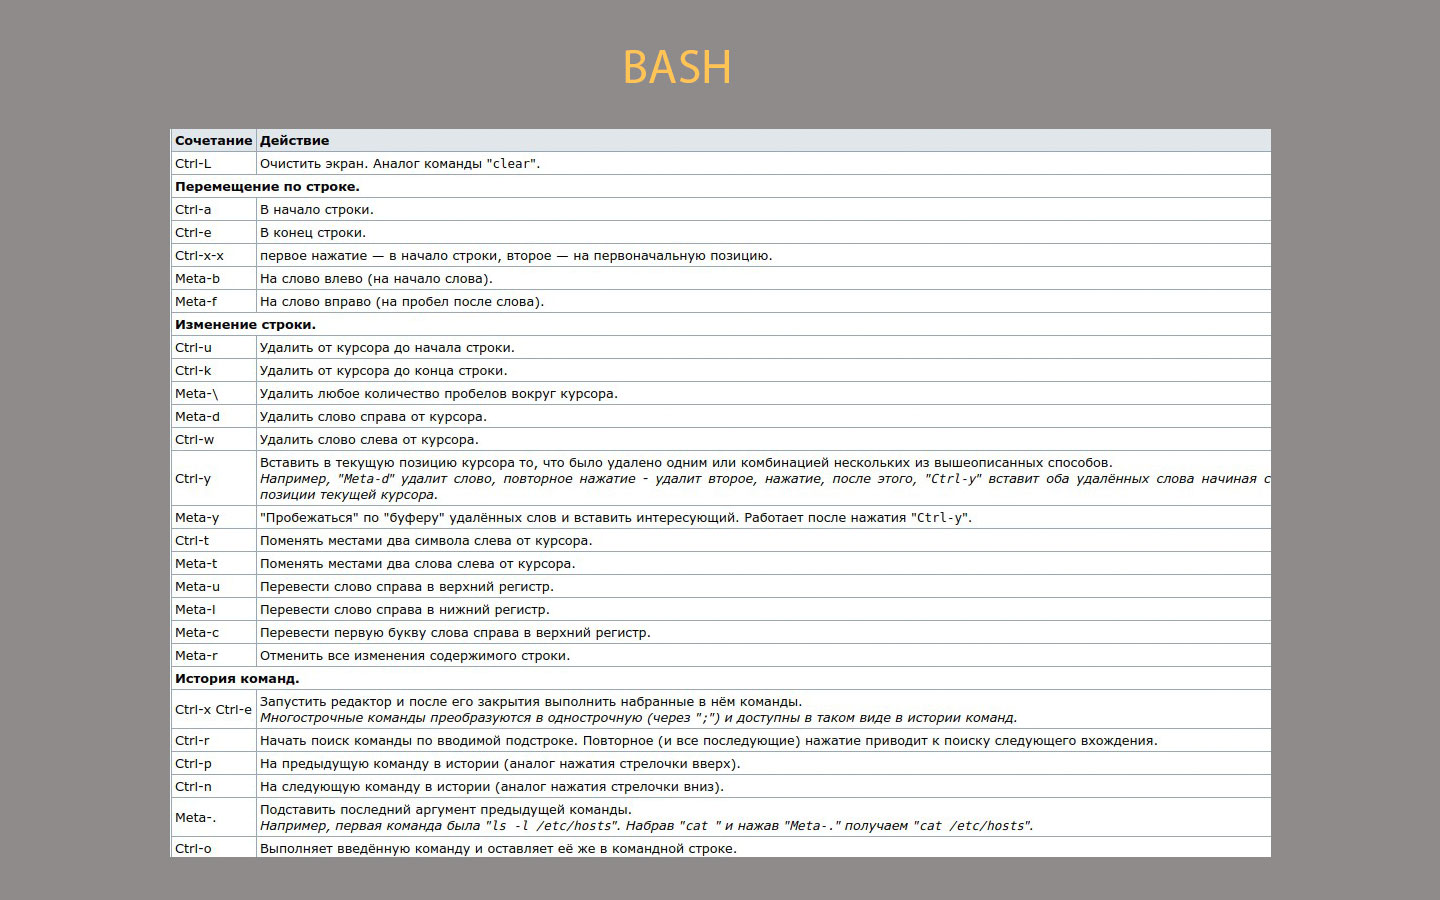 BASH
Сочетание Действие
Ctrl-L Очистить экран. Аналог команды "clear".
Перемещение по строке.
Ctrl-a В начало строки.
Ctrl-e В конец строки.
Ctrl-x-x первое нажатие — в начало строки, второе — на первоначальную позицию.
Meta-b На слово влево (на начало слова).
Meta-f На слово вправо (на пробел после слова).
Изменение строки.
Ctrl-u Удалить от курсора до начала строки.
Ctrl-k Удалить от курсора до конца строки.
Meta-\ Удалить любое количество пробелов вокруг курсора.
Meta-d Удалить слово справа от курсора.
Ctrl-w Удалить слово слева от курсора.
Ctrl-y Вставить в текущую позицию курсора то, что было удалено одним или комбинацией нескольких из вышеописанных способов.
Например, "Meta-d" удалит слово, повторное нажатие - удалит второе, нажатие, после этого, "Ctrl-y" вставит оба удалённых слова начиная с
позиции текущей курсора.
Meta-y "Пробежаться" по "буферу" удалённых слов и вставить интересующий. Работает после нажатия "Ctrl-y".
Ctrl-t Поменять местами два символа слева от курсора.
Meta-t Поменять местами два слова слева от курсора.
Meta-u Перевести слово справа в верхний регистр.
Meta-l Перевести слово справа в нижний регистр.
Meta-c Перевести первую букву слова справа в верхний регистр.
Meta-r Отменить все изменения содержимого строки.
История команд.
Ctrl-x Ctrl-e Запустить редактор и после его закрытия выполнить набранные в нём команды.
Многострочные команды преобразуются в однострочную (через ";") и доступны в таком виде в истории команд.
Ctrl-r Начать поиск команды по вводимой подстроке. Повторное (и все последующие) нажатие приводит к поиску следующего вхождения.
Ctrl-p На предыдущую команду в истории (аналог нажатия стрелочки вверх).
Ctrl-n На следующую команду в истории (аналог нажатия стрелочки вниз).
Meta-. Подставить последний аргумент предыдущей команды.
Например, первая команда была "ls -l /etc/hosts". Набрав "cat " и нажав "Meta-." получаем "cat /etc/hosts".
Ctrl-o Выполняет введённую команду и оставляет её же в командной строке.